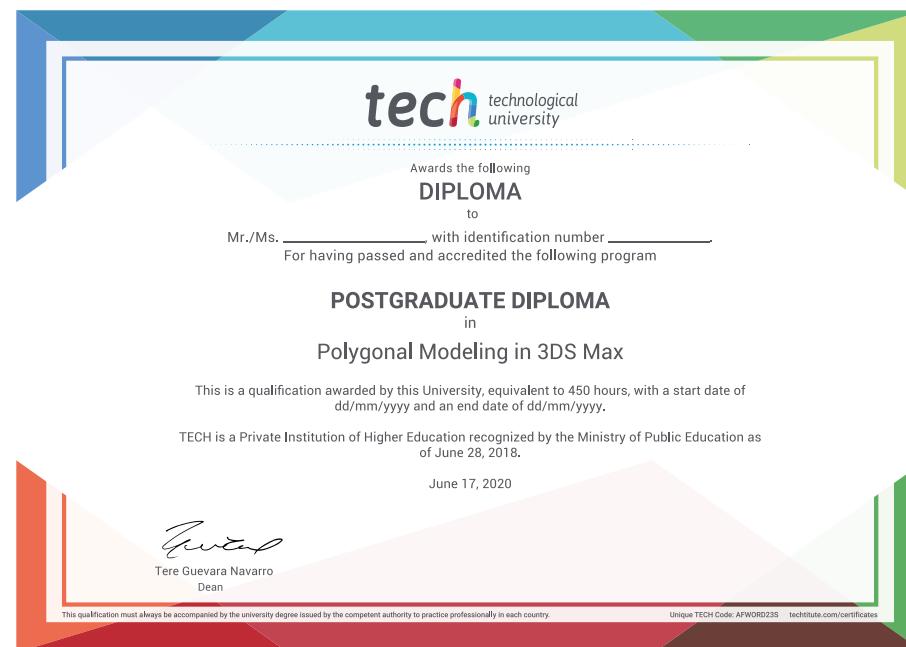 tech technological
university
Awards the following
DIPLOMA
to
Mr./Ms. ____________________, with identification number ______________.
For having passed and accredited the following program
POSTGRADUATE DIPLOMA
in
Polygonal Modeling in 3DS Max
This is a qualification awarded by this University, equivalent to 450 hours, with a start date of
dd/mm/yyyy and an end date of dd/mm/yyyy.
TECH is a Private Institution of Higher Education recognized by the Ministry of Public Education as
of June 28, 2018.
June 17, 2020
Tere Guevara Navarro
Dean
This qualification must always be accompanied by the university degree issued by the competent authority to practice professionally in each country.
Unique TECH Code: AFWORD23S techtitute.com/certificates